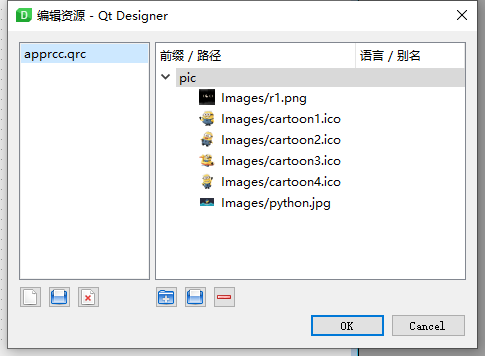 编辑资源 - Qt Designer
apprcc.qrc
前缀 / 路径 语言 / 别名
pic
Images/r1.png
Images/cartoon1.ico
Images/cartoon2.ico
Images/cartoon3.ico
Images/cartoon4.ico
Images/python.jpg
OK Cancel